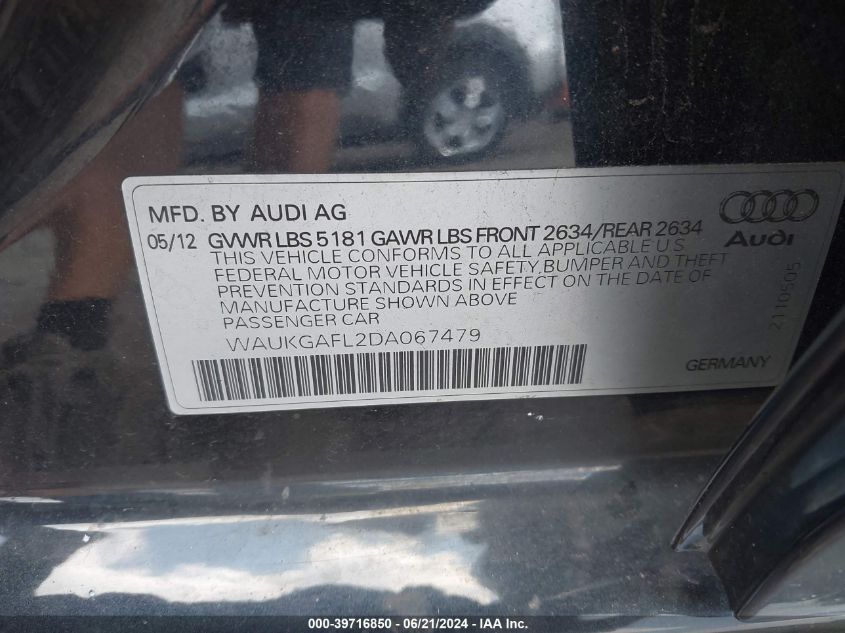 MFD. BY AUDI AG
05/12 GVWR LBS 5181 GAWR LBS FRONT 2634/REAR 2634
THIS VEHICLE CONFORMS TO ALL APPLICABLE U S
FEDERAL MOTOR VEHICLE SAFETY,BUMPER AND THEFT
PREVENTION STANDARDS IN EFFECT ON THE DATE OF
MANUFACTURE SHOWN ABOVE
PASSENGER CAR
WAUKGAFL2DA067479
Audi
2110505
GERMANY
000-39716850 - 06/21/2024 - IAA Inc.